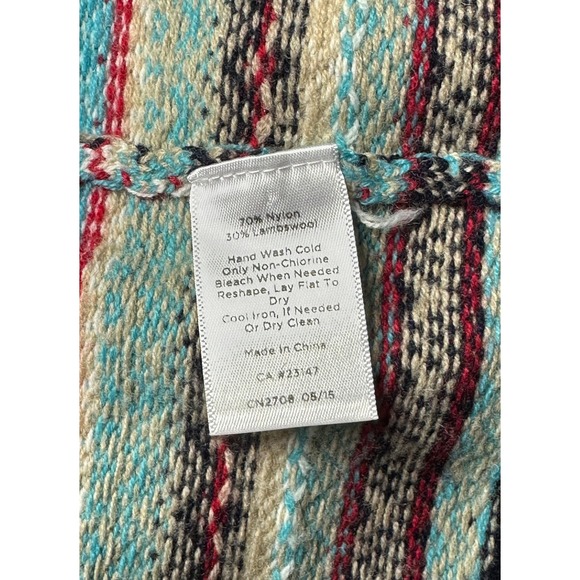 70% Nylon
30% Lambswool
Hand Wash Cold
Only Non-Chlorine
Bleach When Needed
Reshape, Lay Flat To
Dry
Cool Iron, If Needed
Or Dry Clean
Made In China
CA #23147
CN2708 05/15